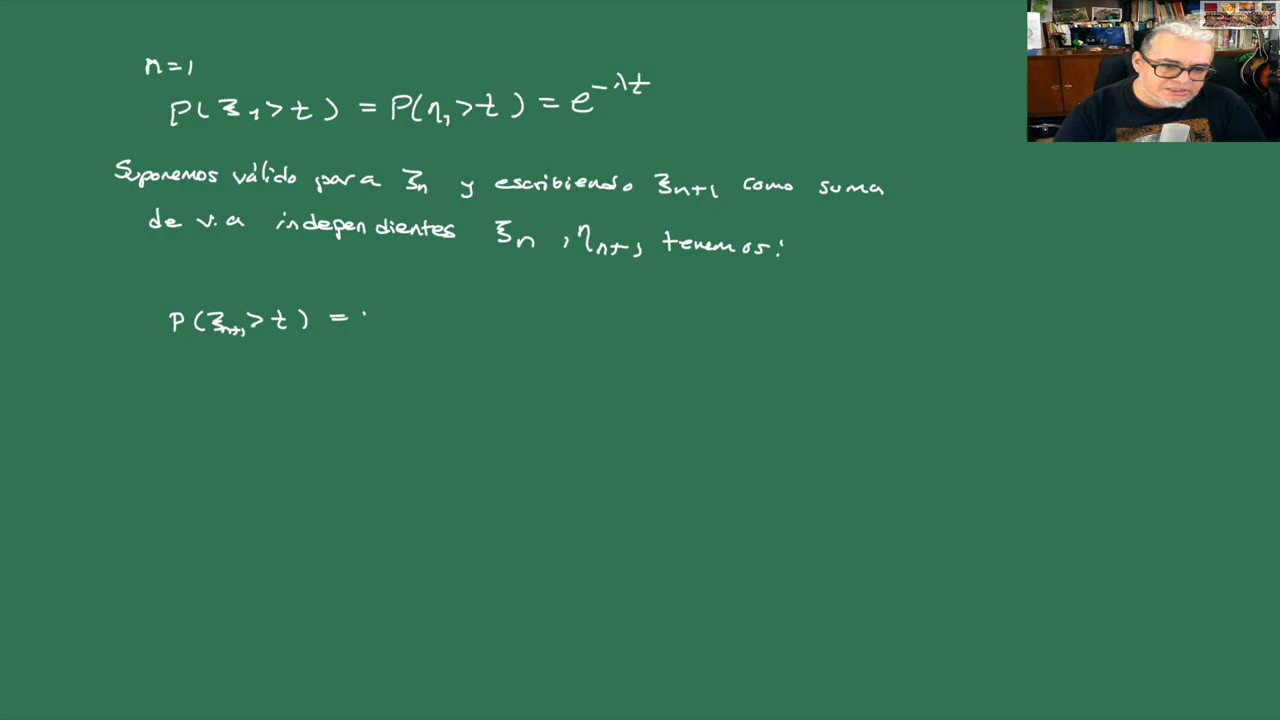 n=1
P(ξ₁>t) = P(η₁>t) = e^{-λt}
Suponemos válido para ξₙ y escribiendo ξₙ₊₁ como suma
de v.a independientes ξₙ , ηₙ₊₁ tenemos:
P(ξₙ₊₁>t) =